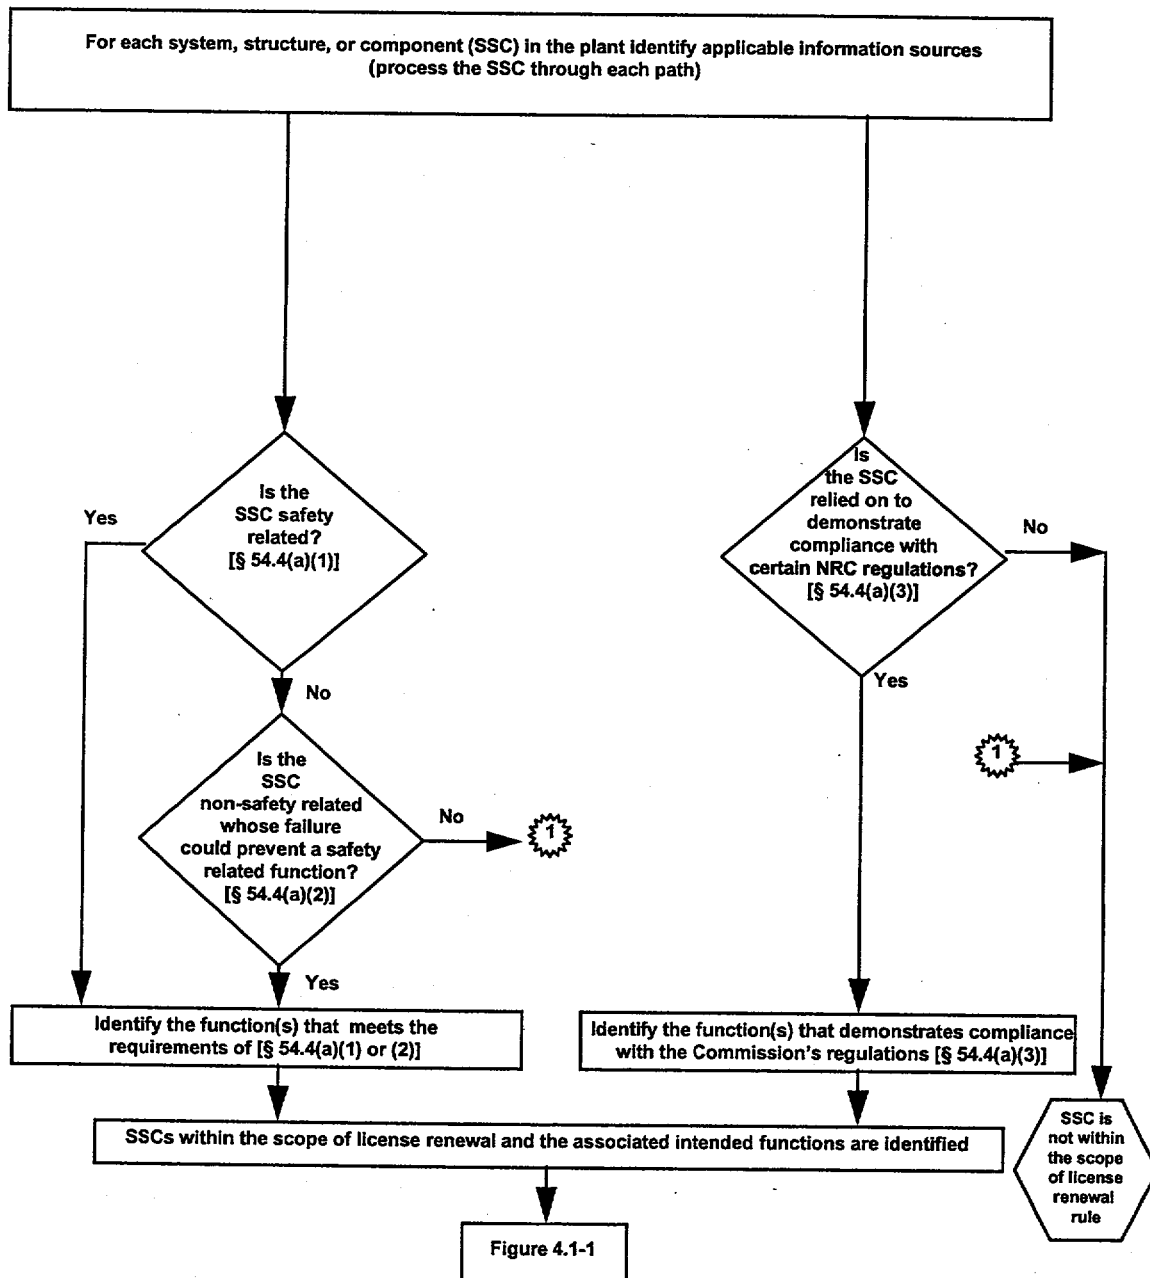 For each system, structure, or component (SSC) in the plant identify applicable information sources
(process the SSC through each path)
Is the
SSC safety
related?
[§ 54.4(a)(1)]
Yes
No
Is
the SSC
relied on to
demonstrate
compliance with
certain NRC regulations?
[§ 54.4(a)(3)]
No
Yes
1
Is the
SSC
non-safety related
whose failure
could prevent a safety
related function?
[§ 54.4(a)(2)]
No
1
Yes
Identify the function(s) that meets the
requirements of [§ 54.4(a)(1) or (2)]
Identify the function(s) that demonstrates compliance
with the Commission's regulations [§ 54.4(a)(3)]
SSCs within the scope of license renewal and the associated intended functions are identified
SSC is
not within
the scope
of license
renewal
rule
Figure 4.1-1